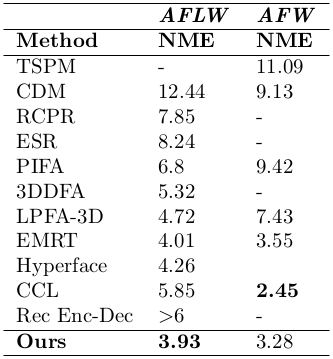 AFLW AFW
Method NME NME
TSPM - 11.09
CDM 12.44 9.13
RCPR 7.85 -
ESR 8.24 -
PIFA 6.8 9.42
3DDFA 5.32 -
LPFA-3D 4.72 7.43
EMRT 4.01 3.55
Hyperface 4.26
CCL 5.85 2.45
Rec Enc-Dec >6 -
Ours 3.93 3.28